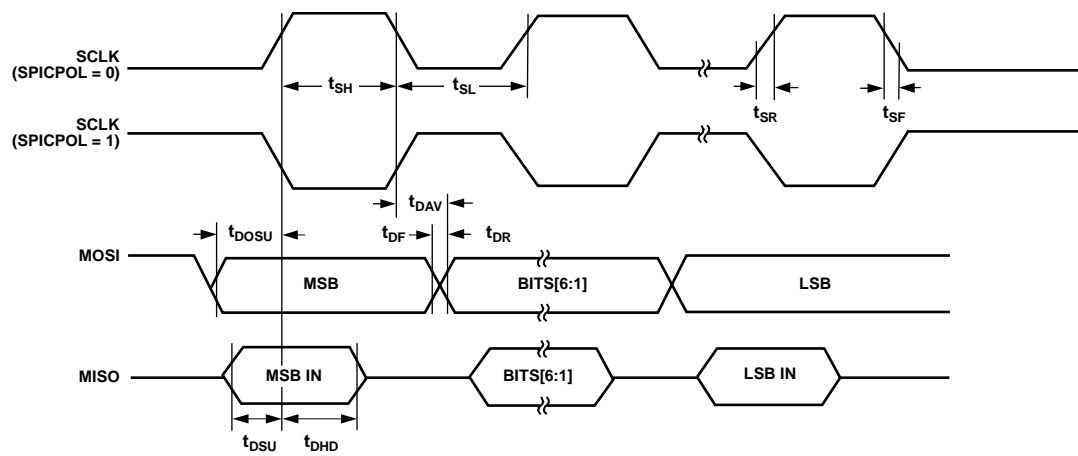 SCLK
(SPICPOL = 0)
tSH
tSL
tSR
tSF
SCLK
(SPICPOL = 1)
tDAV
tDOSU
tDF
tDR
MOSI
MSB
BITS[6:1]
LSB
MISO
MSB IN
BITS[6:1]
LSB IN
tDSU
tDHD